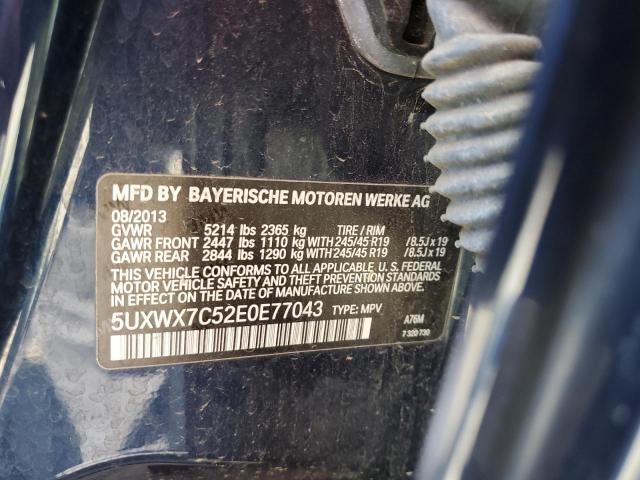 MFD BY BAYERISCHE MOTOREN WERKE AG
08/2013
GVWR 5214 lbs 2365 kg TIRE / RIM
GAWR FRONT 2447 lbs 1110 kg WITH 245/45 R19 /8.5J x 19
GAWR REAR 2844 lbs 1290 kg WITH 245/45 R19 /8.5J x 19
THIS VEHICLE CONFORMS TO ALL APPLICABLE U. S. FEDERAL
MOTOR VEHICLE SAFETY AND THEFT PREVENTION
STANDARDS IN EFFECT ON THE DATE OF MANUFACTURE SHOWN ABOVE.
5UXWX7C52E0E77043 TYPE: MPV
A76M
7 320 730